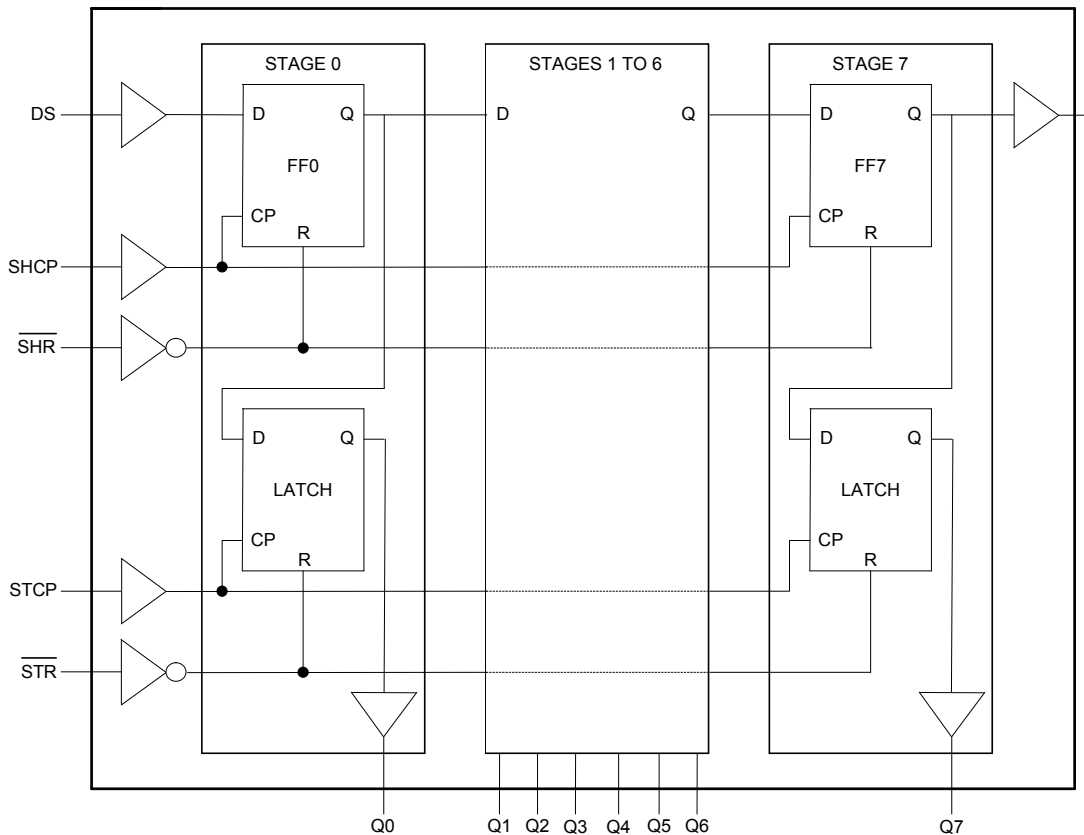 STAGE 0
STAGES 1 TO 6
STAGE 7
DS
D Q
FF0
CP
R
D Q
D Q
FF7
CP
R
SHCP
SHR
D Q
LATCH
CP
R
D Q
LATCH
CP
R
STCP
STR
Q0 Q1 Q2 Q3 Q4 Q5 Q6 Q7